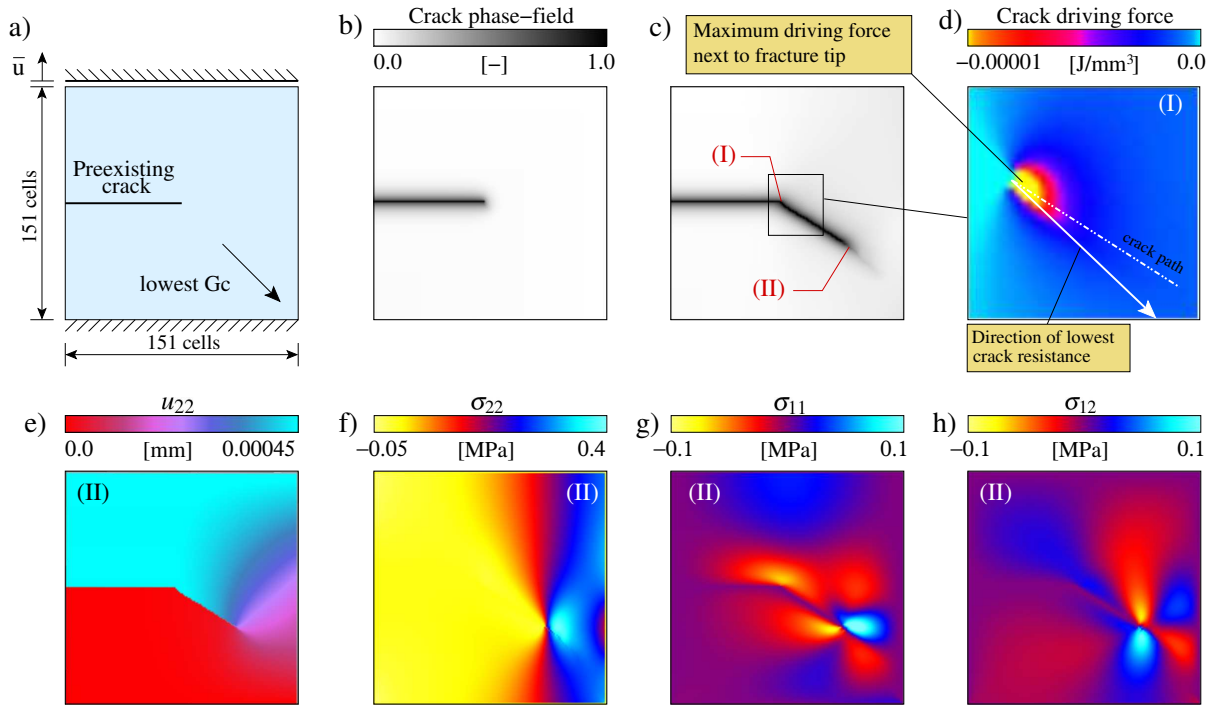 a)
u̅
Preexisting
crack
151 cells
lowest Gc
151 cells
b)
Crack phase−field
0.0 [−] 1.0
c)
Maximum driving force
next to fracture tip
(I)
(II)
d)
Crack driving force
−0.00001 [J/mm³] 0.0
(I)
crack path
Direction of lowest
crack resistance
e)
u22
0.0 [mm] 0.00045
(II)
f)
σ22
−0.05 [MPa] 0.4
(II)
g)
σ11
−0.1 [MPa] 0.1
(II)
h)
σ12
−0.1 [MPa] 0.1
(II)